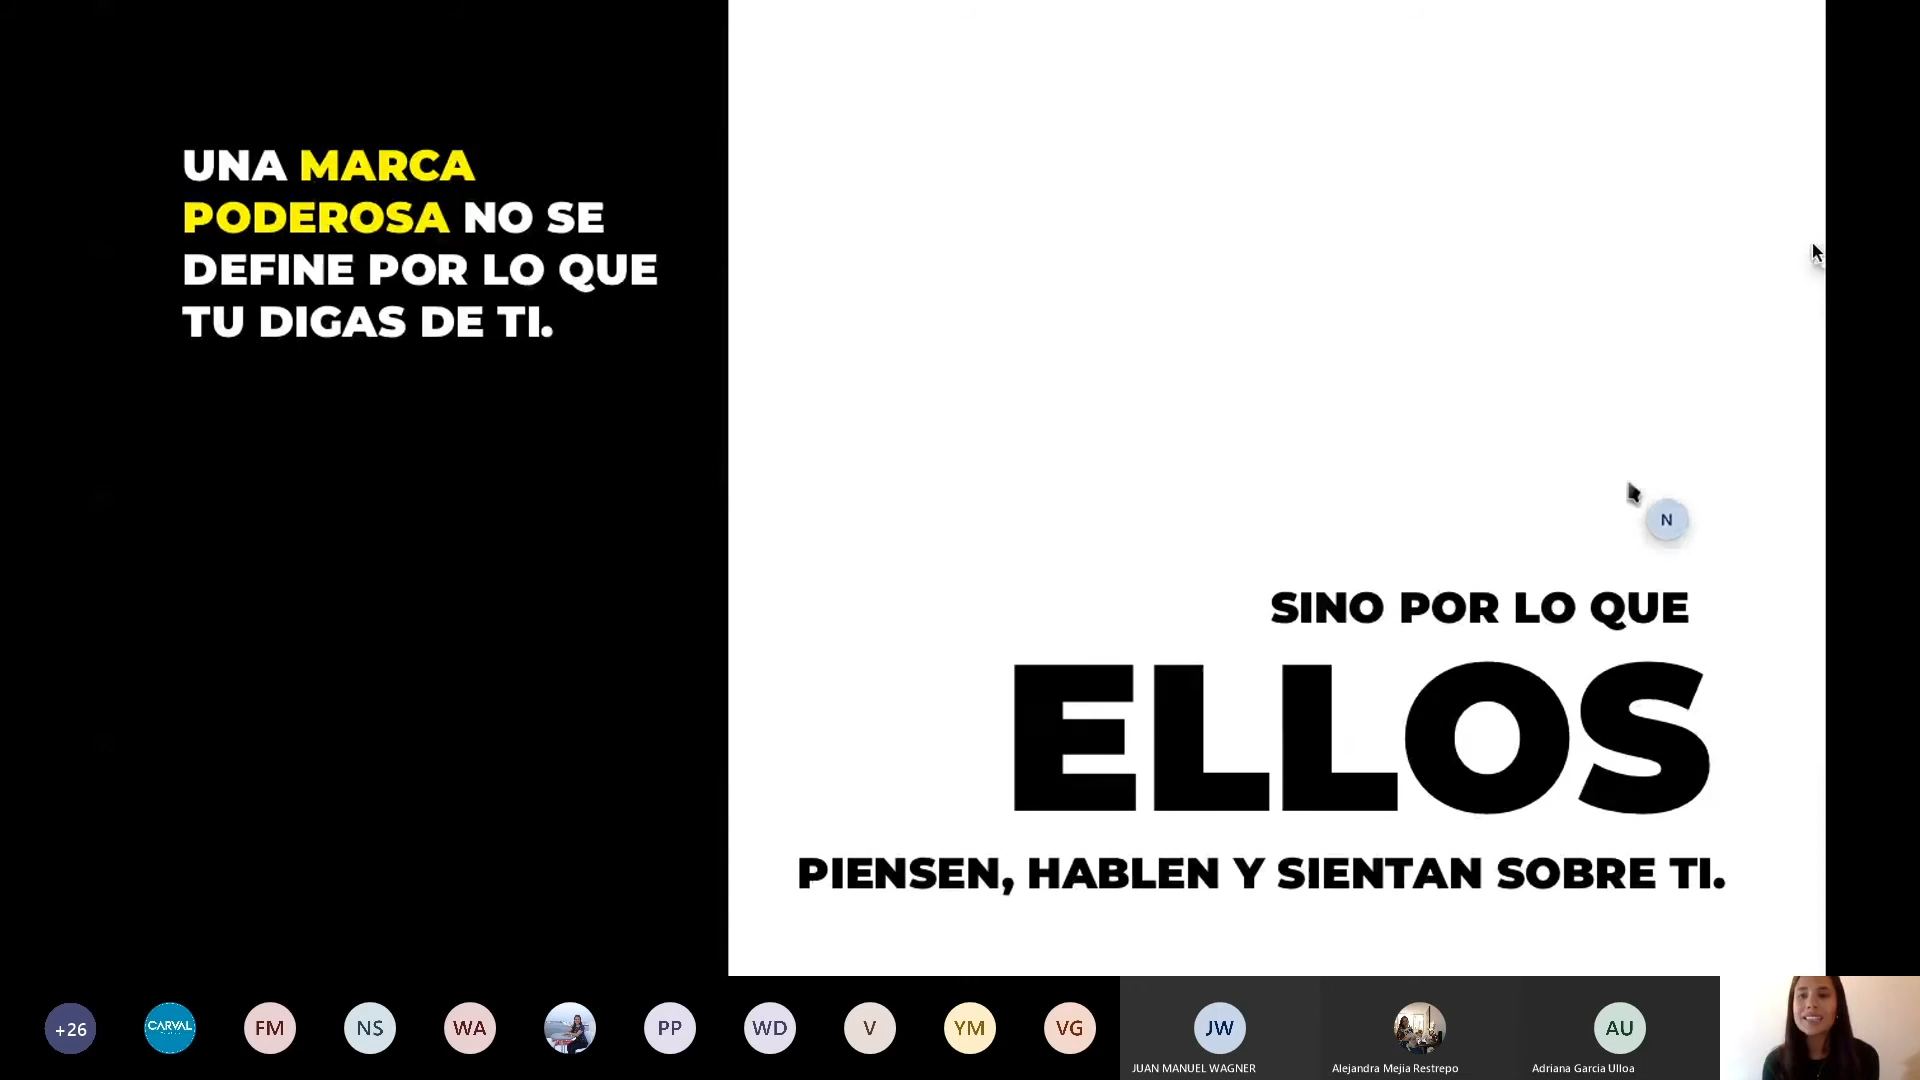 UNA MARCA
PODEROSA NO SE
DEFINE POR LO QUE
TU DIGAS DE TI.
N
SINO POR LO QUE
ELLOS
PIENSEN, HABLEN Y SIENTAN SOBRE TI.
+26
CARVAL
FM
NS
WA
PP
WD
V
YM
VG
JW
AU
JUAN MANUEL WAGNER
Alejandra Mejia Restrepo
Adriana Garcia Ulloa